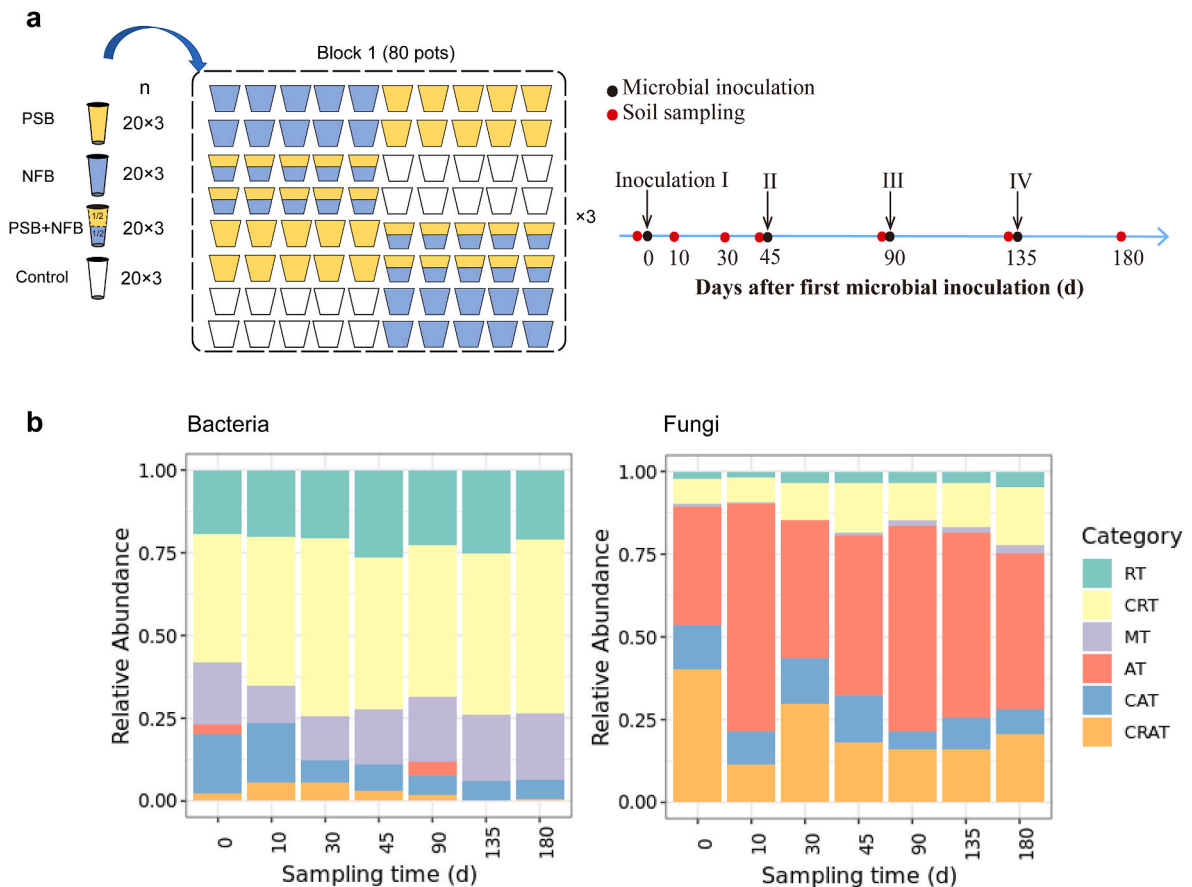 a
Block 1 (80 pots)
n
PSB 20×3
NFB 20×3
PSB+NFB 1/2 1/2 20×3
Control 20×3
×3
Microbial inoculation
Soil sampling
Inoculation I II III IV
0 10 30 45 90 135 180
Days after first microbial inoculation (d)
b
Bacteria
Relative Abundance
1.00
0.75
0.50
0.25
0.00
0 10 30 45 90 135 180
Sampling time (d)
Fungi
Relative Abundance
1.00
0.75
0.50
0.25
0.00
0 10 30 45 90 135 180
Sampling time (d)
Category
RT
CRT
MT
AT
CAT
CRAT